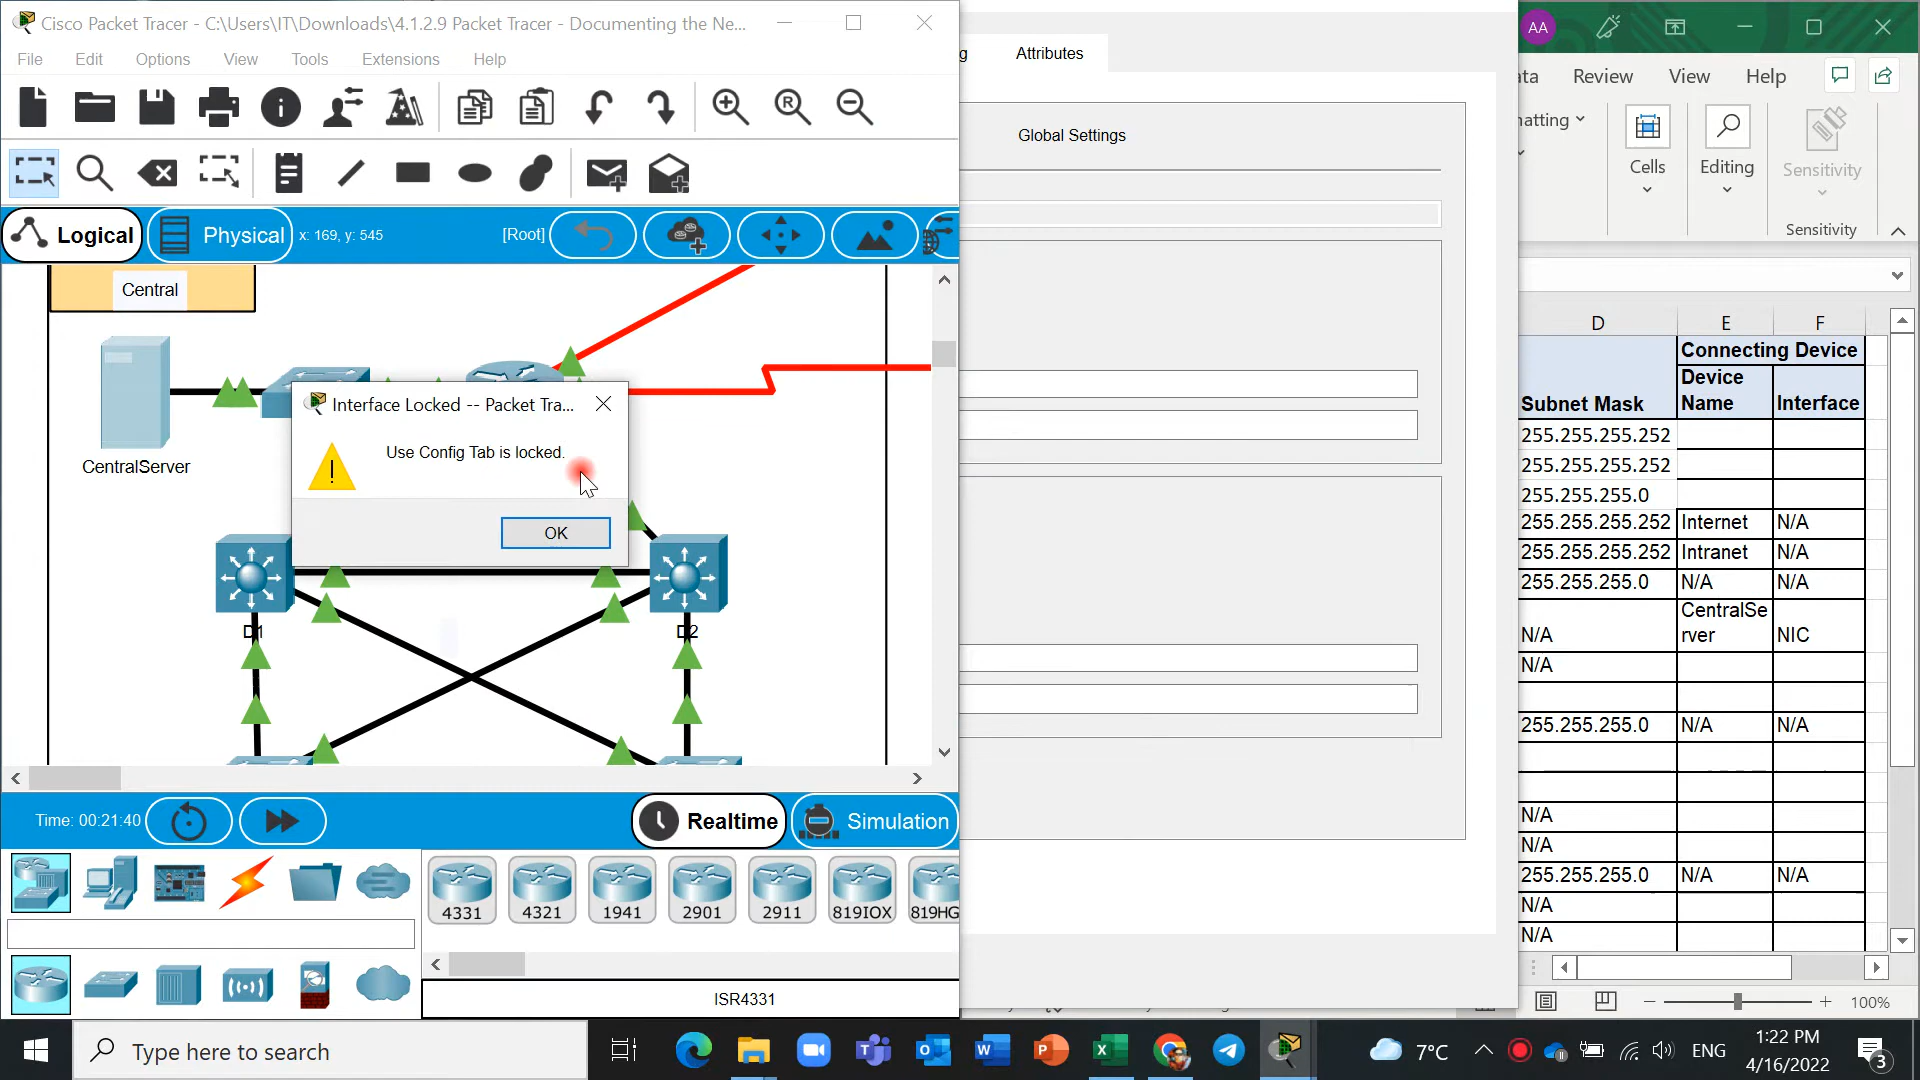 Cisco Packet Tracer - C:\Users\IT\Downloads\4.1.2.9 Packet Tracer - Documenting the Ne...
File Edit Options View Tools Extensions Help
Logical
Physical
x: 169, y: 545
[Root]
Central
CentralServer
Interface Locked -- Packet Tra...
Use Config Tab is locked.
OK
D1
D2
Time: 00:21:40
Realtime
Simulation
4331
4321
1941
2901
2911
819IOX
819HG
ISR4331
g
Attributes
Global Settings
AA
ata
Review
View
Help
natting
Cells
Editing
Sensitivity
Sensitivity
D E F
Connecting Device
Subnet Mask
Device Name
Interface
255.255.255.252
255.255.255.252
255.255.255.0
255.255.255.252 Internet N/A
255.255.255.252 Intranet N/A
255.255.255.0 N/A N/A
N/A CentralSe
rver NIC
N/A
255.255.255.0 N/A N/A
N/A
N/A
255.255.255.0 N/A N/A
N/A
N/A
100%
Type here to search
7°C
ENG
1:22 PM
4/16/2022
3